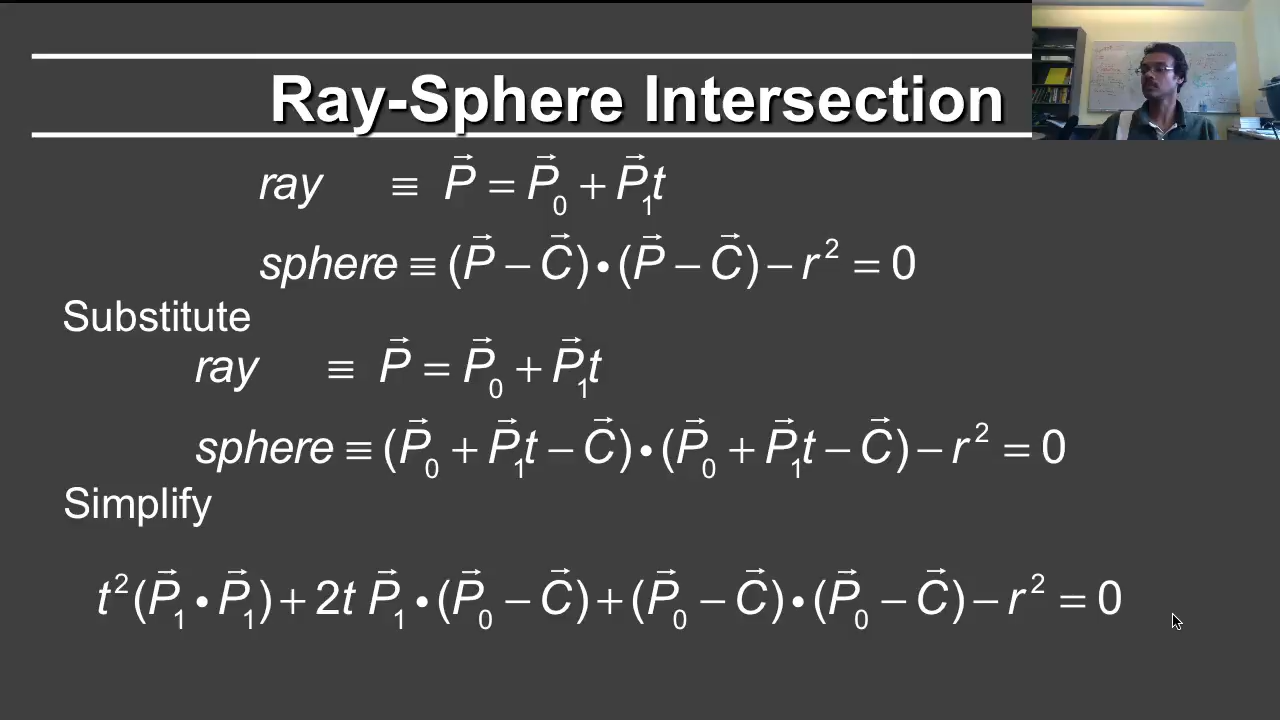 Ray-Sphere Intersection
ray ≡ P⃗ = P⃗₀ + P⃗₁t
sphere ≡ (P⃗ − C⃗) • (P⃗ − C⃗) − r² = 0
Substitute
ray ≡ P⃗ = P⃗₀ + P⃗₁t
sphere ≡ (P⃗₀ + P⃗₁t − C⃗) • (P⃗₀ + P⃗₁t − C⃗) − r² = 0
Simplify
t²(P⃗₁ • P⃗₁) + 2t P⃗₁ • (P⃗₀ − C⃗) + (P⃗₀ − C⃗) • (P⃗₀ − C⃗) − r² = 0